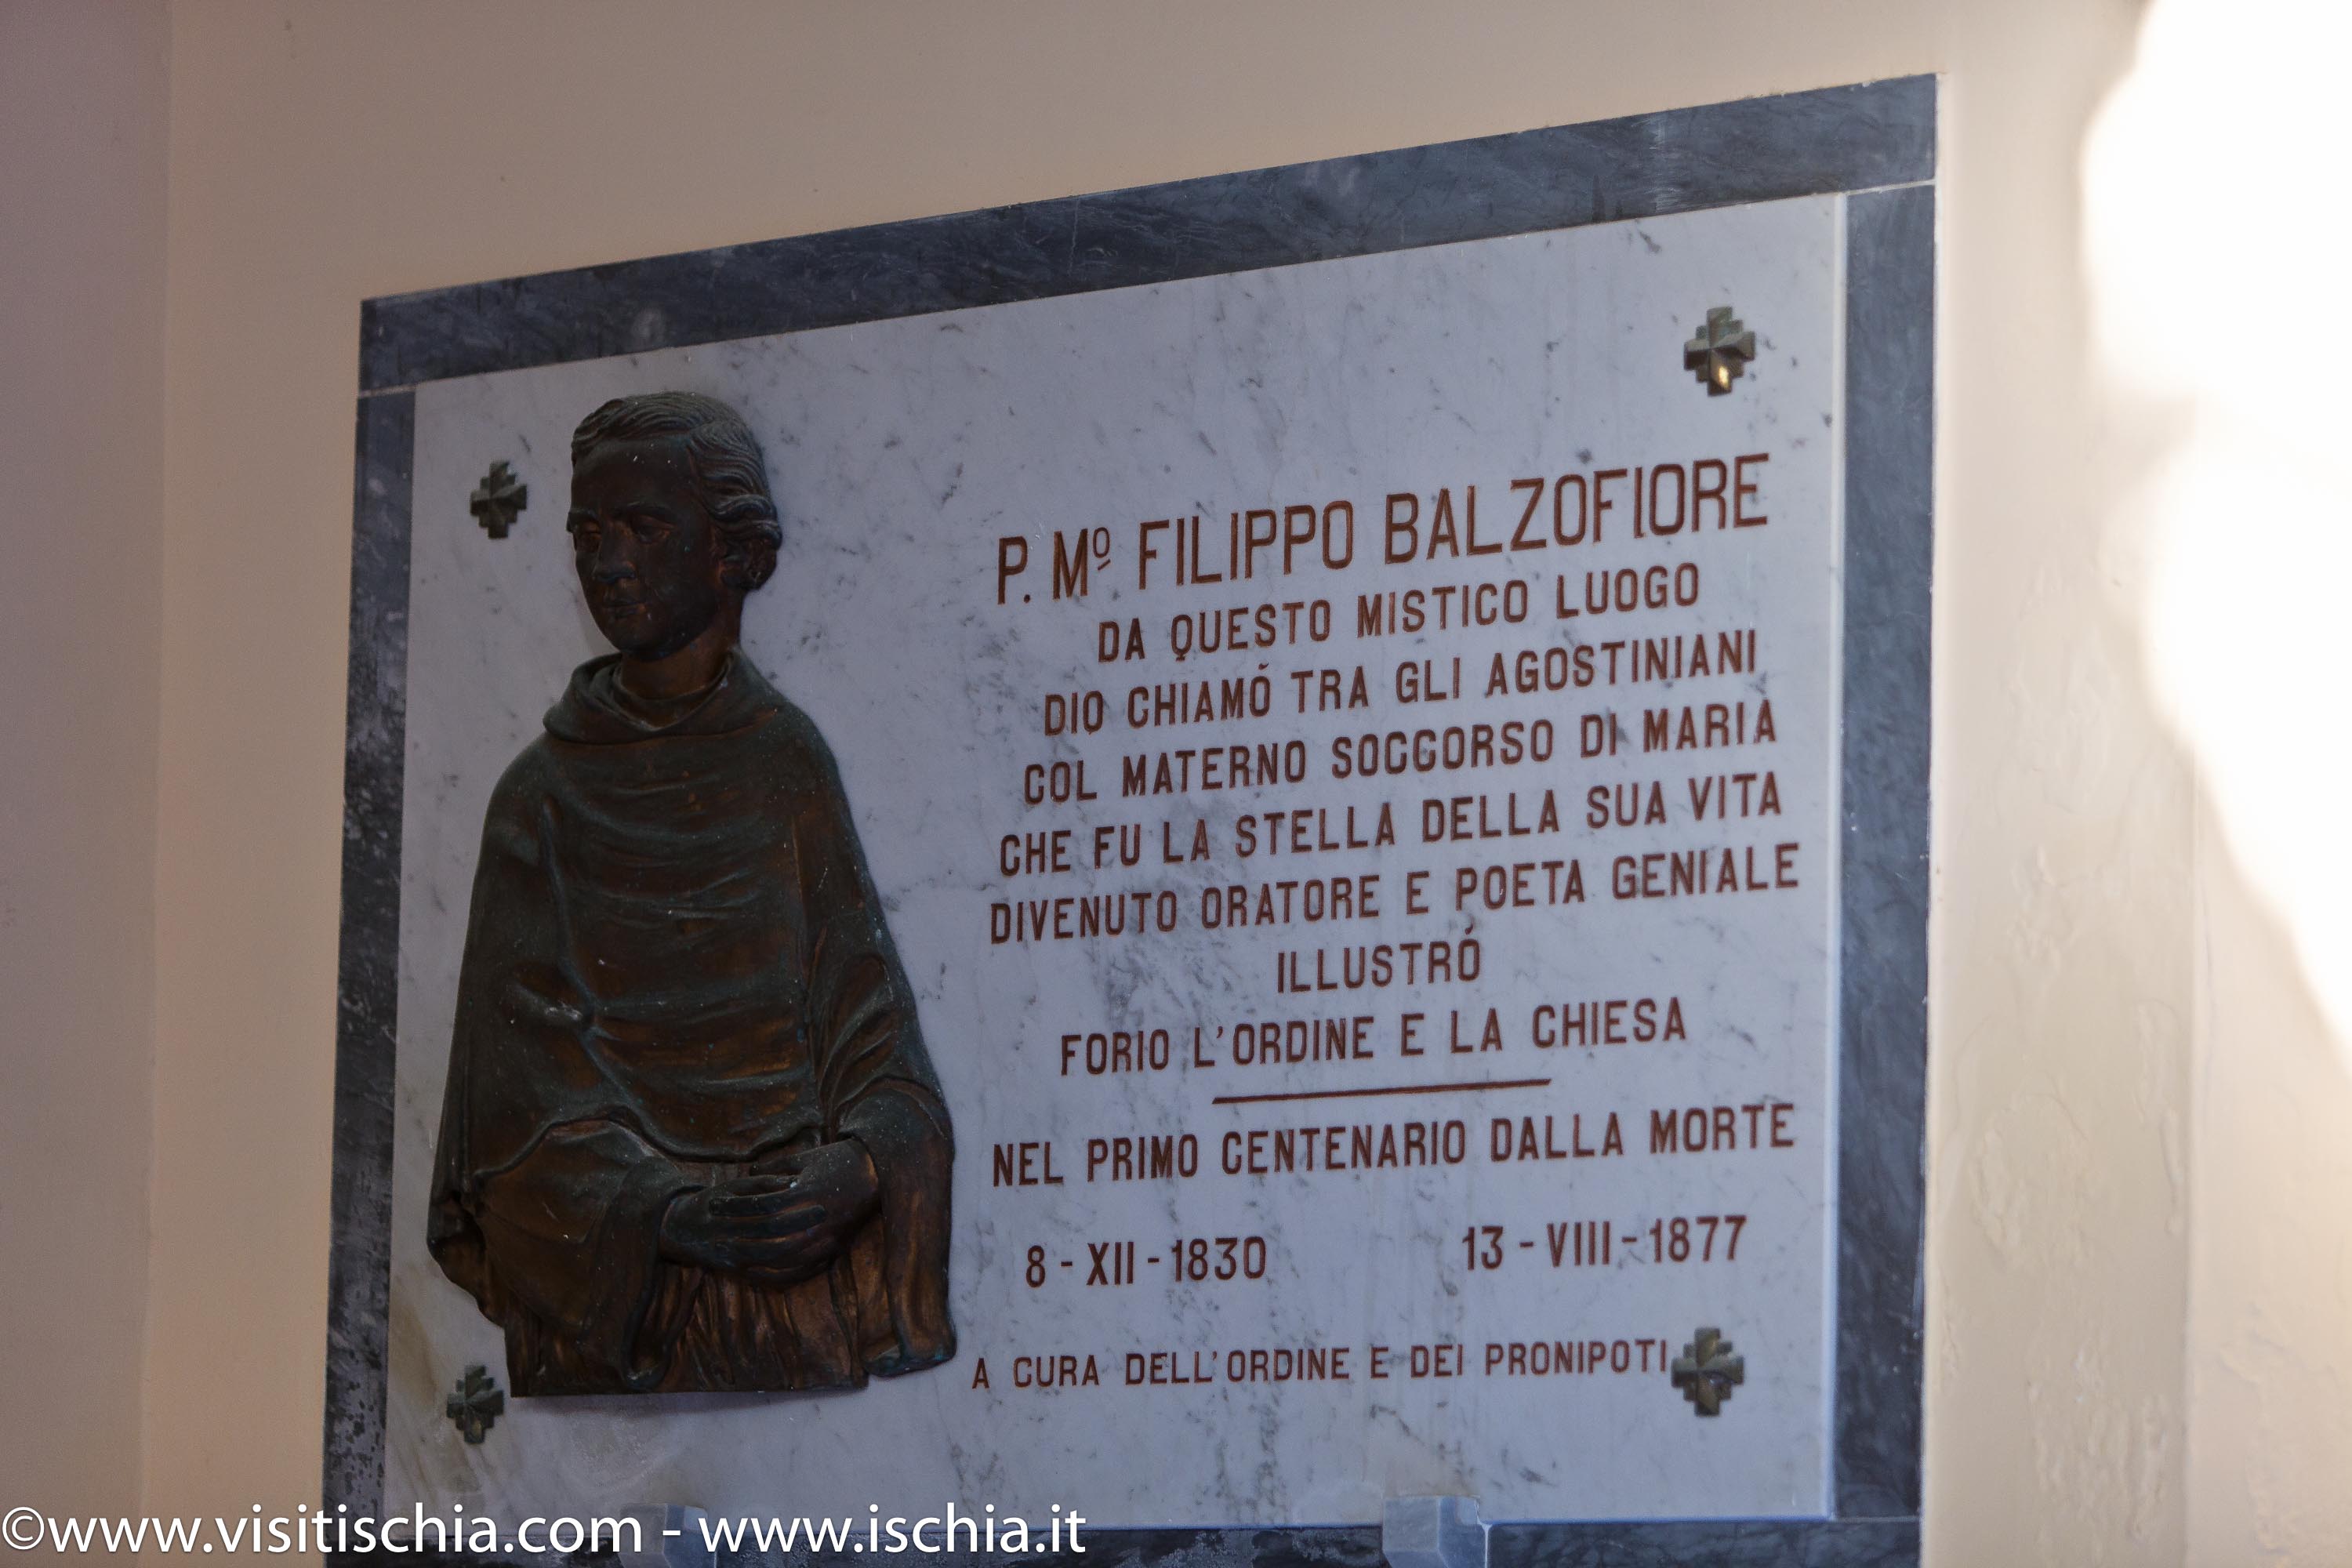 P. Mº FILIPPO BALZOFIORE
DA QUESTO MISTICO LUOGO
DIO CHIAMÓ TRA GLI AGOSTINIANI
COL MATERNO SOCCORSO DI MARIA
CHE FU LA STELLA DELLA SUA VITA
DIVENUTO ORATORE E POETA GENIALE
ILLUSTRÓ
FORIO L'ORDINE E LA CHIESA
NEL PRIMO CENTENARIO DALLA MORTE
8 - XII - 1830 13 - VIII - 1877
A CURA DELL'ORDINE E DEI PRONIPOTI
©www.visitischia.com - www.ischia.it